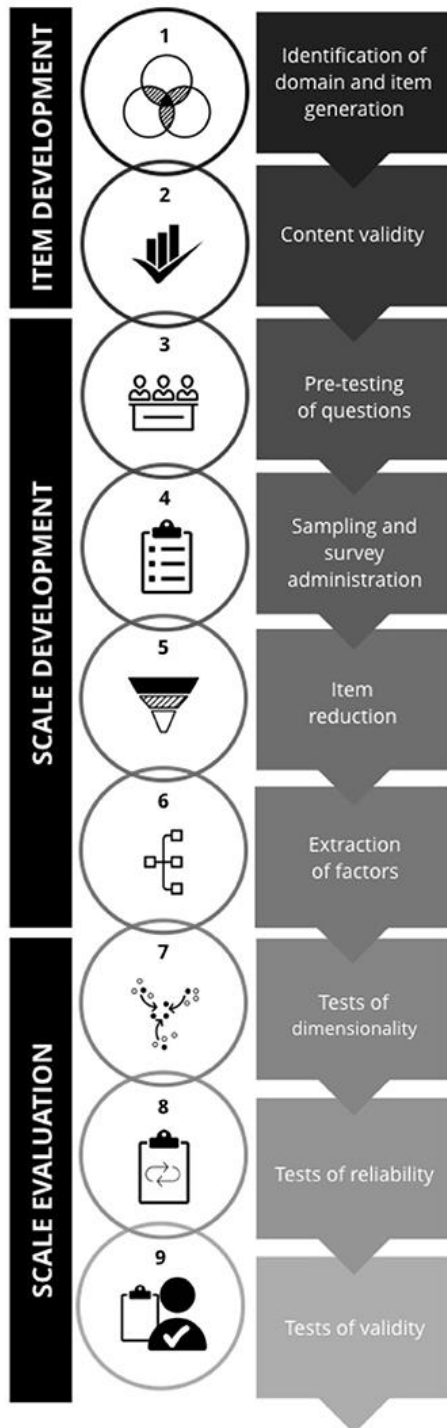 ITEM DEVELOPMENT
1
Identification of
domain and item
generation
2
Content validity
SCALE DEVELOPMENT
3
Pre-testing
of questions
4
Sampling and
survey
administration
5
Item
reduction
6
Extraction
of factors
SCALE EVALUATION
7
Tests of
dimensionality
8
Tests of reliability
9
Tests of validity